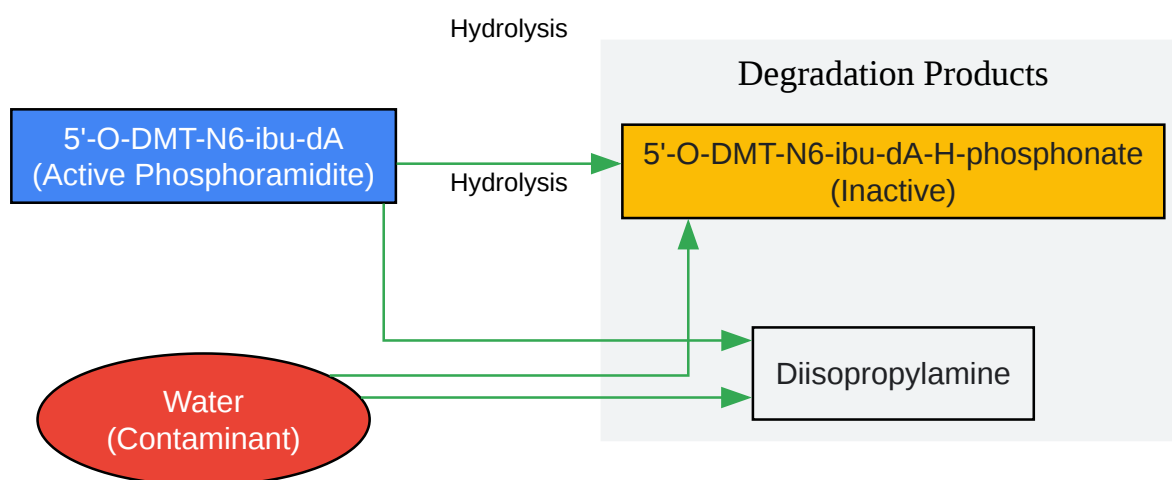 Hydrolysis
Degradation Products
5'-O-DMT-N6-ibu-dA
(Active Phosphoramidite)
Hydrolysis
5'-O-DMT-N6-ibu-dA-H-phosphonate
(Inactive)
Diisopropylamine
Water
(Contaminant)